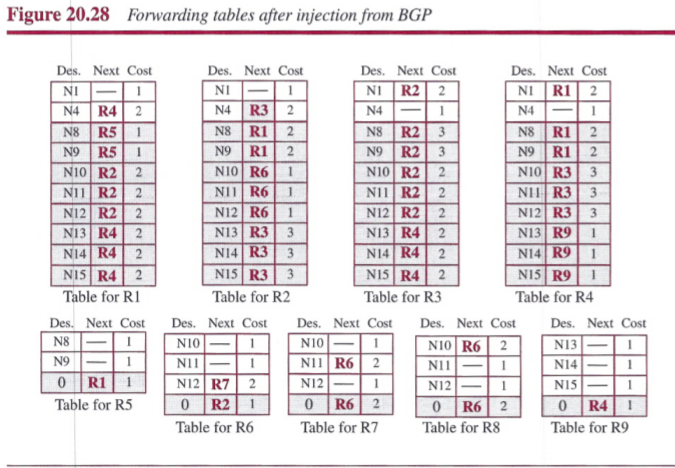 Figure 20.28 Forwarding tables after injection from BGP
Des. Next Cost Des. Next Cost Des. Next Cost Des. Next Cost
N1 — 1 N1 — 1 N1 R2 2 N1 R1 2
N4 R4 2 N4 R3 2 N4 — 1 N4 — 1
N8 R5 1 N8 R1 2 N8 R2 3 N8 R1 2
N9 R5 1 N9 R1 2 N9 R2 3 N9 R1 2
N10 R2 2 N10 R6 1 N10 R2 2 N10 R3 3
N11 R2 2 N11 R6 1 N11 R2 2 N11 R3 3
N12 R2 2 N12 R6 1 N12 R2 2 N12 R3 3
N13 R4 2 N13 R3 3 N13 R4 2 N13 R9 1
N14 R4 2 N14 R3 3 N14 R4 2 N14 R9 1
N15 R4 2 N15 R3 3 N15 R4 2 N15 R9 1
Table for R1 Table for R2 Table for R3 Table for R4
Des. Next Cost Des. Next Cost Des. Next Cost Des. Next Cost Des. Next Cost
N8 — 1 N10 — 1 N10 — 1 N10 R6 2 N13 — 1
N9 — 1 N11 — 1 N11 R6 2 N11 — 1 N14 — 1
0 R1 1 N12 R7 2 N12 — 1 N12 — 1 N15 — 1
Table for R5 0 R2 1 0 R6 2 0 R6 2 0 R4 1
Table for R6 Table for R7 Table for R8 Table for R9